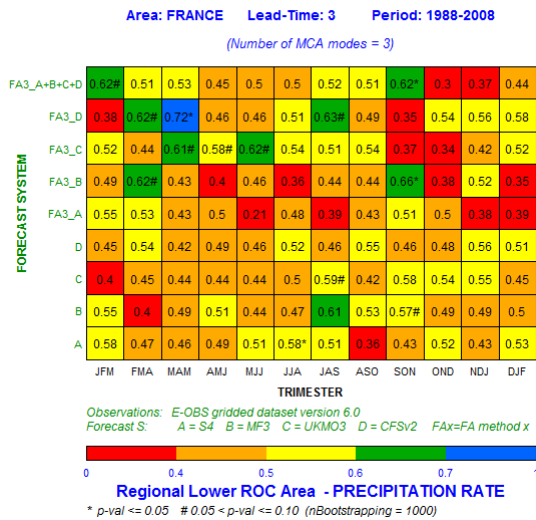 Area: FRANCE Lead-Time: 3 Period: 1988-2008
(Number of MCA modes = 3)
FORECAST SYSTEM
FA3_A+B+C+D 0.62# 0.51 0.53 0.45 0.5 0.5 0.52 0.51 0.62* 0.3 0.37 0.44
FA3_D 0.38 0.62# 0.72* 0.46 0.46 0.51 0.63# 0.49 0.35 0.54 0.56 0.58
FA3_C 0.52 0.44 0.61# 0.58# 0.62# 0.54 0.51 0.54 0.37 0.34 0.42 0.52
FA3_B 0.49 0.62# 0.43 0.4 0.46 0.36 0.44 0.44 0.66* 0.38 0.52 0.35
FA3_A 0.55 0.53 0.43 0.5 0.21 0.48 0.39 0.43 0.51 0.5 0.38 0.39
D 0.45 0.54 0.42 0.49 0.46 0.52 0.46 0.55 0.46 0.48 0.56 0.51
C 0.4 0.45 0.44 0.44 0.44 0.5 0.59# 0.42 0.58 0.54 0.55 0.45
B 0.55 0.4 0.49 0.51 0.44 0.47 0.61 0.53 0.57# 0.49 0.49 0.5
A 0.58 0.47 0.46 0.49 0.51 0.58* 0.51 0.36 0.43 0.52 0.43 0.53
JFM FMA MAM AMJ MJJ JJA JAS ASO SON OND NDJ DJF
TRIMESTER
Observations: E-OBS gridded dataset version 6.0
Forecast S: A = S4 B = MF3 C = UKMO3 D = CFSv2 FAx=FA method x
0 0.4 0.5 0.6 0.7 1
Regional Lower ROC Area - PRECIPITATION RATE
* p-val <= 0.05 # 0.05 < p-val <= 0.10 (nBootstrapping = 1000)